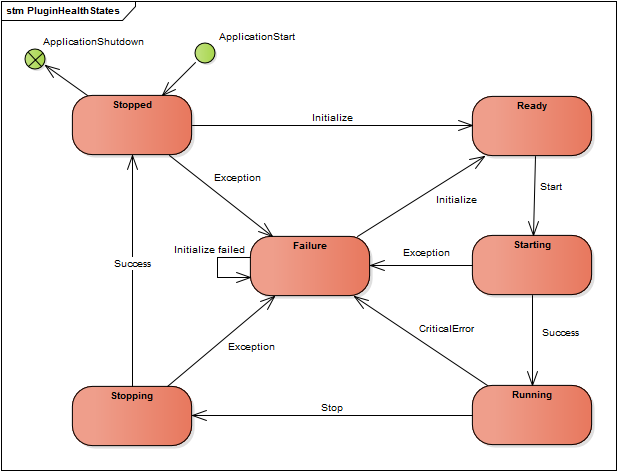 stm PluginHealthStates
ApplicationShutdown
ApplicationStart
Stopped
Ready
Initialize
Exception
Initialize
Start
Failure
Starting
Initialize failed
Exception
Success
Success
CriticalError
Exception
Stopping
Running
Stop